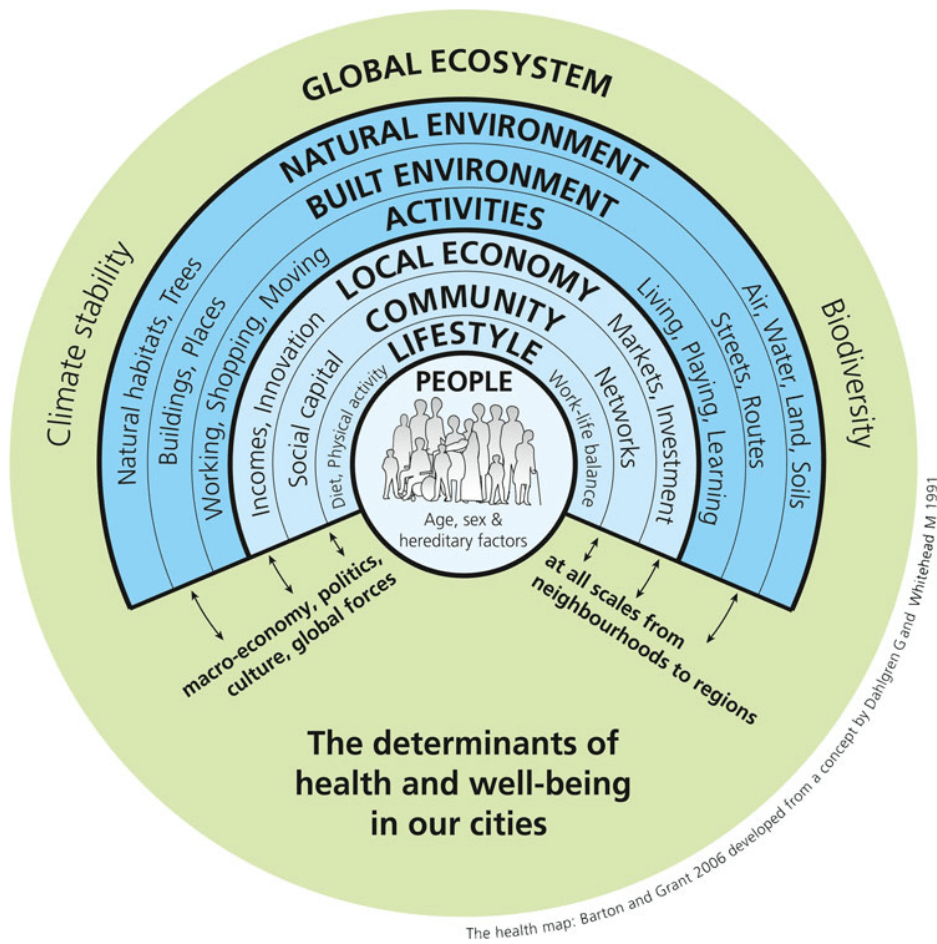 GLOBAL ECOSYSTEM
NATURAL ENVIRONMENT
BUILT ENVIRONMENT
ACTIVITIES
LOCAL ECONOMY
COMMUNITY
LIFESTYLE
PEOPLE
Age, sex &
hereditary factors
Climate stability
Natural habitats, Trees
Buildings, Places
Working, Shopping, Moving
Incomes, Innovation
Social capital
Diet, Physical activity
Work-life balance
Networks
Markets, Investment
Living, Playing, Learning
Streets, Routes
Air, Water, Land, Soils
Biodiversity
macro-economy, politics,
culture, global forces
at all scales from
neighbourhoods to regions
The determinants of
health and well-being
in our cities
The health map: Barton and Grant 2006 developed from a concept by Dahlgren G and Whitehead M 1991